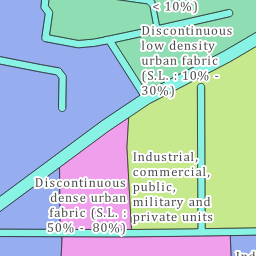 < 10%)
Discontinuous
low density
urban fabric
(S.L. : 10% -
30%)
Industrial,
commercial,
public,
military and
private units
Discontinuous
dense urban
fabric (S.L. :
50% - 80%)